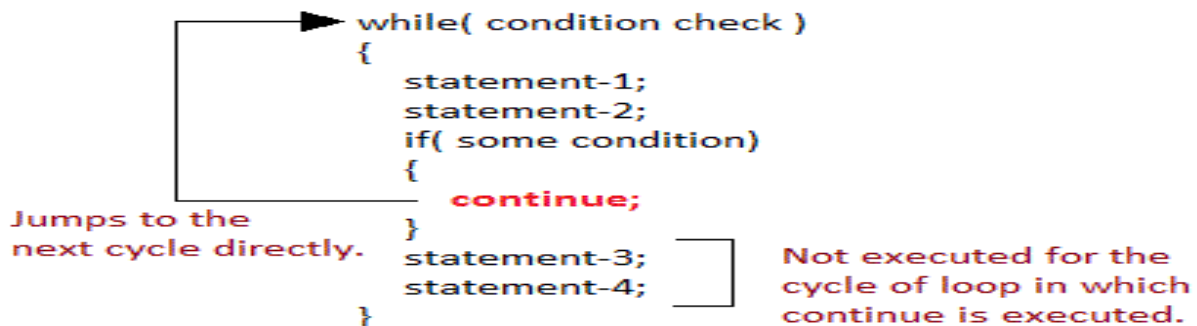 while( condition check )
{
statement-1;
statement-2;
if( some condition)
{
continue;
}
statement-3;
statement-4;
}
Jumps to the
next cycle directly.
Not executed for the
cycle of loop in which
continue is executed.